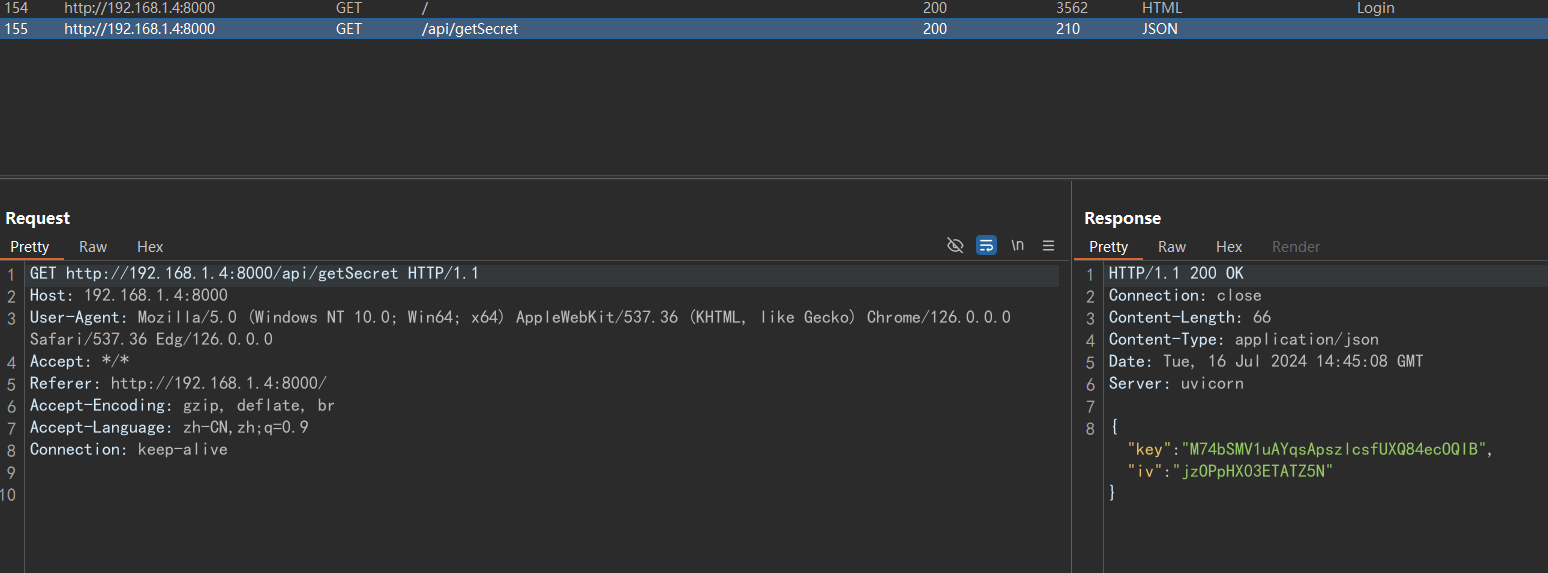 154 http://192.168.1.4:8000 GET / 200 3562 HTML Login
155 http://192.168.1.4:8000 GET /api/getSecret 200 210 JSON
Request
Pretty Raw Hex
\n
1 GET http://192.168.1.4:8000/api/getSecret HTTP/1.1
2 Host: 192.168.1.4:8000
3 User-Agent: Mozilla/5.0 (Windows NT 10.0; Win64; x64) AppleWebKit/537.36 (KHTML, like Gecko) Chrome/126.0.0.0
Safari/537.36 Edg/126.0.0.0
4 Accept: */*
5 Referer: http://192.168.1.4:8000/
6 Accept-Encoding: gzip, deflate, br
7 Accept-Language: zh-CN,zh;q=0.9
8 Connection: keep-alive
9
10
Response
Pretty Raw Hex Render
1 HTTP/1.1 200 OK
2 Connection: close
3 Content-Length: 66
4 Content-Type: application/json
5 Date: Tue, 16 Jul 2024 14:45:08 GMT
6 Server: uvicorn
7
8 {
"key":"M74bSMV1uAYqsApszlcsfUXQ84ecOQlB",
"iv":"jzOPpHXO3ETATZ5N"
}